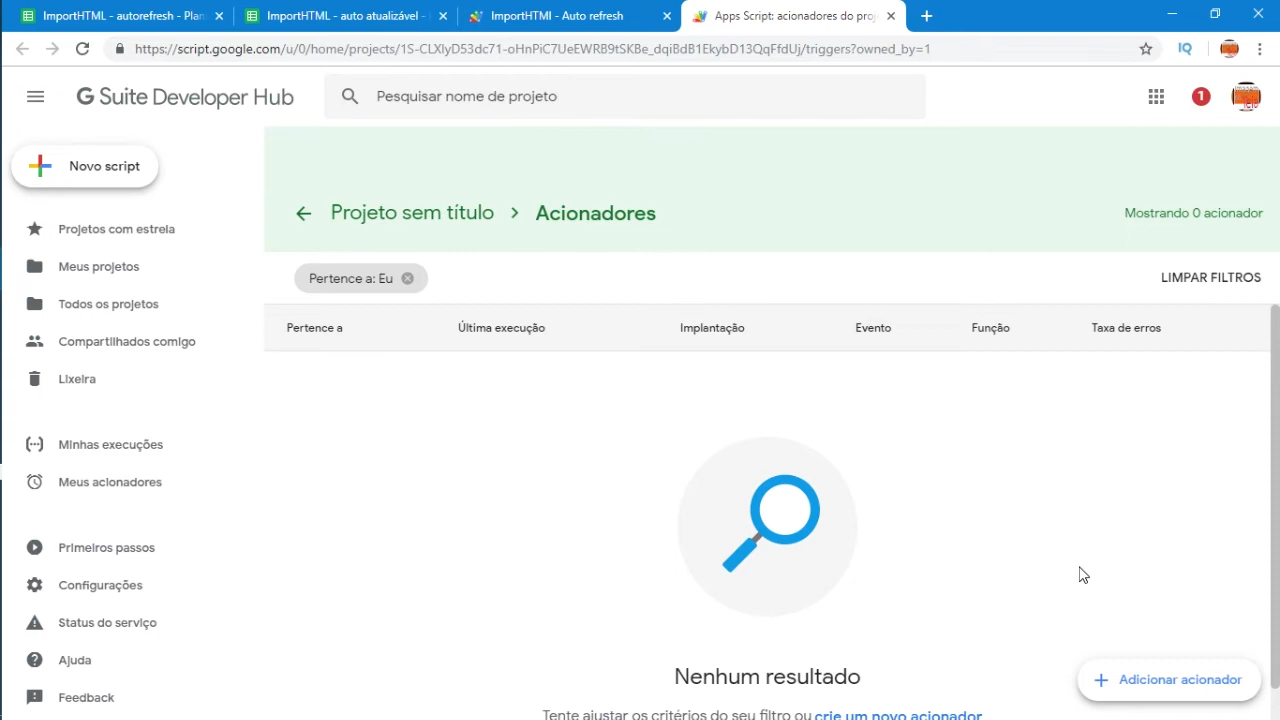 ImportHTML - autorefresh - Plan
ImportHTML - auto atualizável -
ImportHTMl - Auto refresh
Apps Script: acionadores do proj
https://script.google.com/u/0/home/projects/1S-CLXlyD53dc71-oHnPiC7UeEWRB9tSKBe_dqiBdB1EkybD13QqFfdUj/triggers?owned_by=1
IQ
G Suite Developer Hub
Pesquisar nome de projeto
1
Novo script
Projeto sem título > Acionadores
Mostrando 0 acionador
Projetos com estrela
Meus projetos
Todos os projetos
Compartilhados comigo
Lixeira
Minhas execuções
Meus acionadores
Primeiros passos
Configurações
Status do serviço
Ajuda
Feedback
Pertence a: Eu
LIMPAR FILTROS
Pertence a Última execução Implantação Evento Função Taxa de erros
Nenhum resultado
Tente ajustar os critérios do seu filtro ou crie um novo acionador
Adicionar acionador